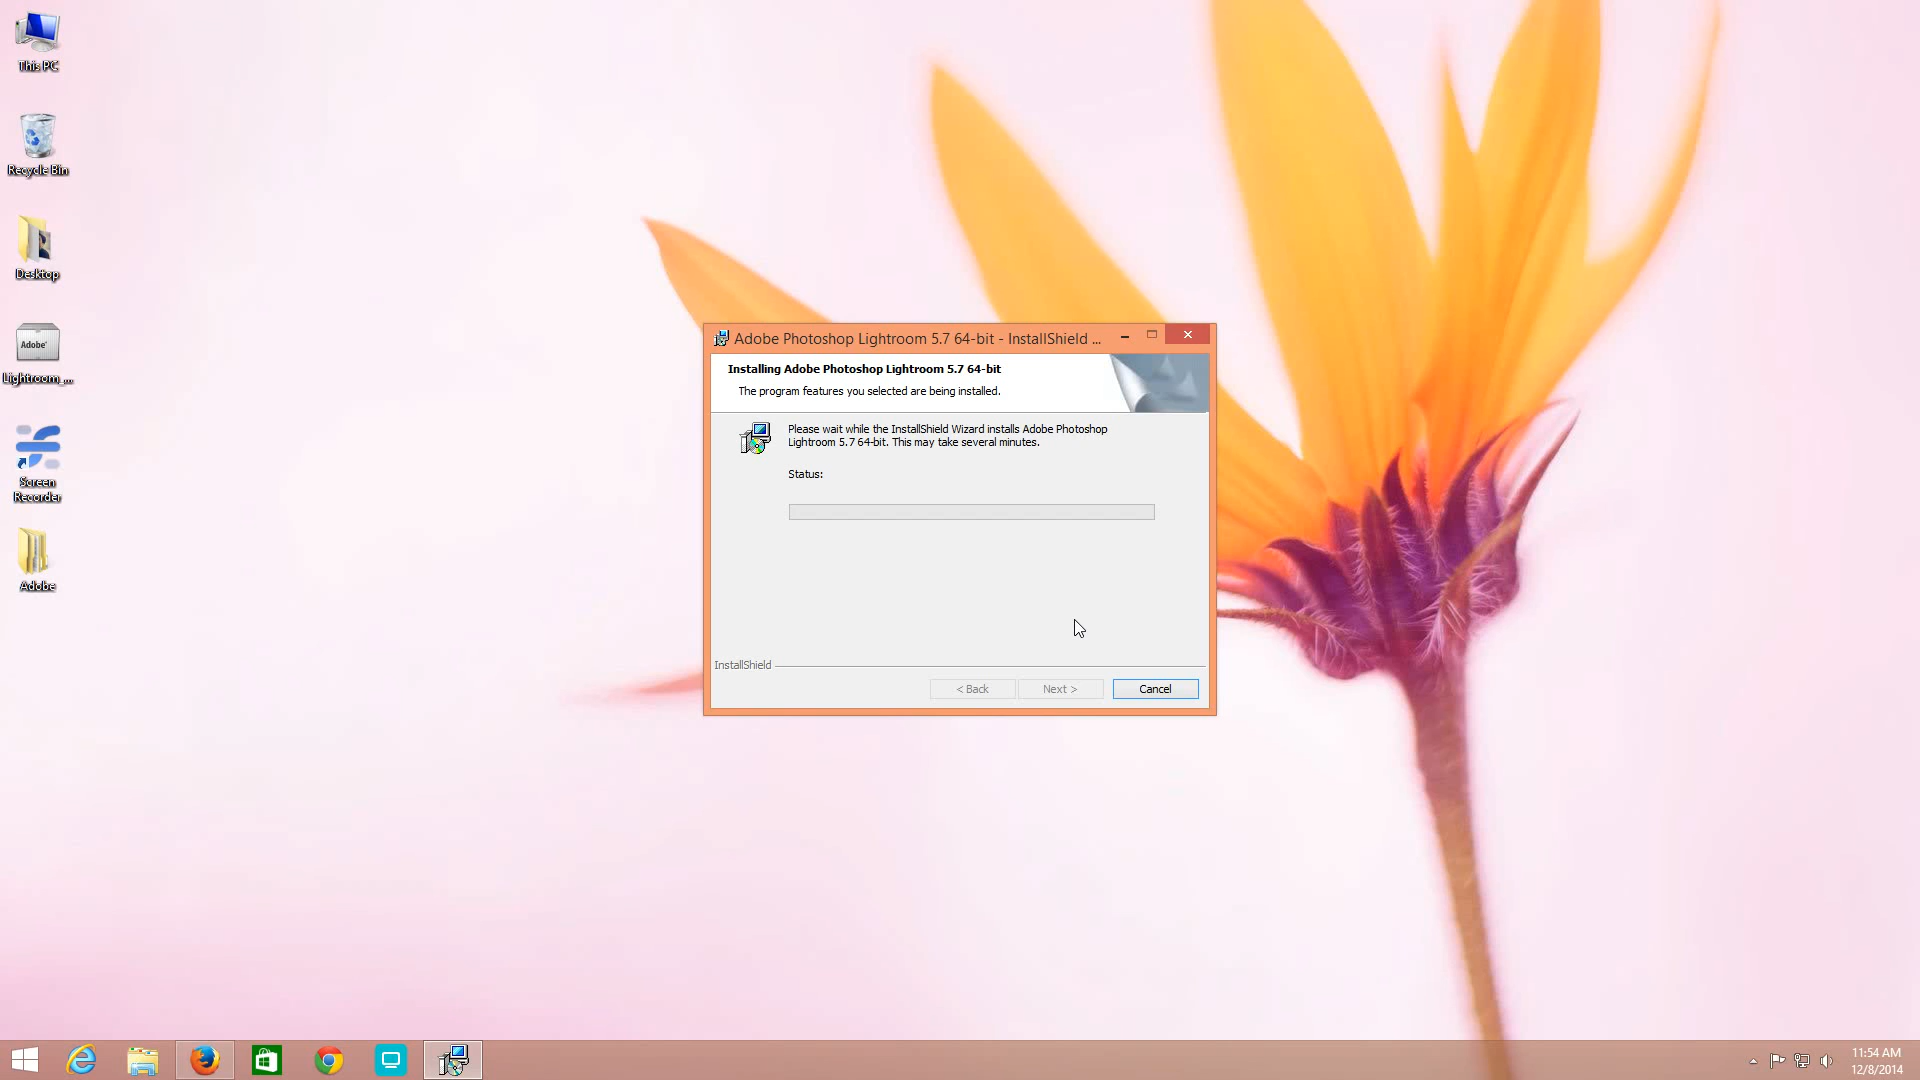 This PC
Recycle Bin
Desktop
Adobe
Lightroom_...
Screen
Recorder
Adobe
Adobe Photoshop Lightroom 5.7 64-bit - InstallShield ...
Installing Adobe Photoshop Lightroom 5.7 64-bit
The program features you selected are being installed.
Please wait while the InstallShield Wizard installs Adobe Photoshop
Lightroom 5.7 64-bit. This may take several minutes.
Status:
InstallShield
< Back
Next >
Cancel
11:54 AM
12/8/2014